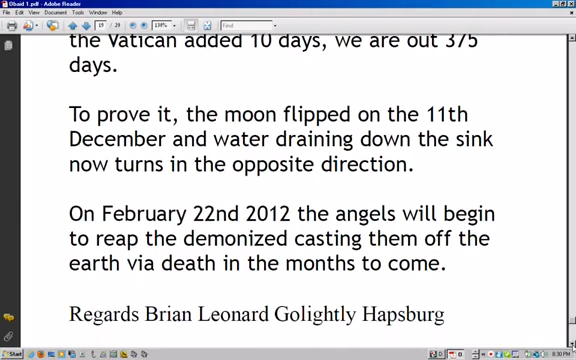 Obaid 1.pdf - Adobe Reader
File Edit View Document Tools Window Help
19 / 29 138% Find
the Vatican added 10 days, we are out 375
days.
To prove it, the moon flipped on the 11th
December and water draining down the sink
now turns in the opposite direction.
On February 22nd 2012 the angels will begin
to reap the demonized casting them off the
earth via death in the months to come.
Regards Brian Leonard Golightly Hapsburg
Start 8:30 PM